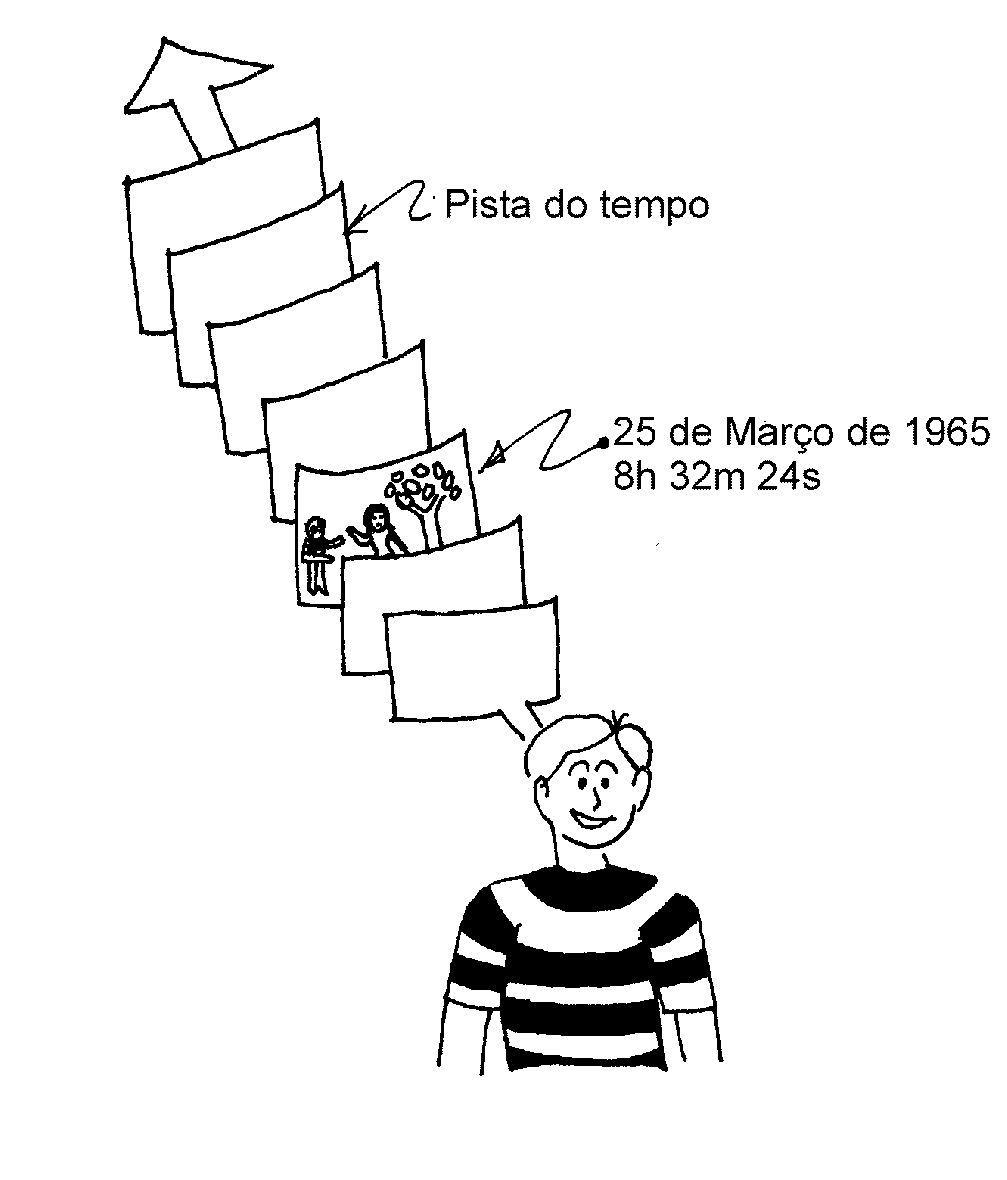 Pista do tempo
25 de Março de 1965
8h 32m 24s